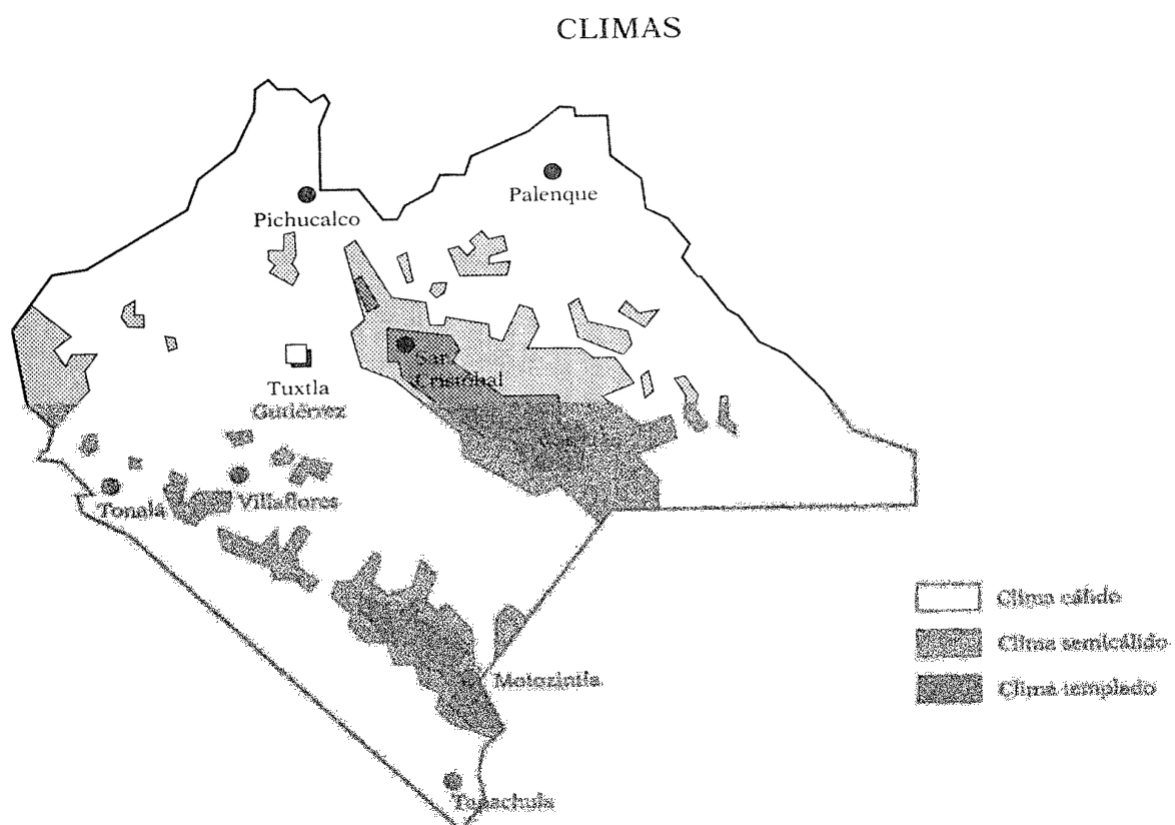 CLIMAS
Palenque
Pichucalco
San
Cristóbal
Tuxtla
Gutiérrez
Tonalá
Villaflores
Clima cálido
Clima semicálido
Clima templado
Motozintla
Tapachula